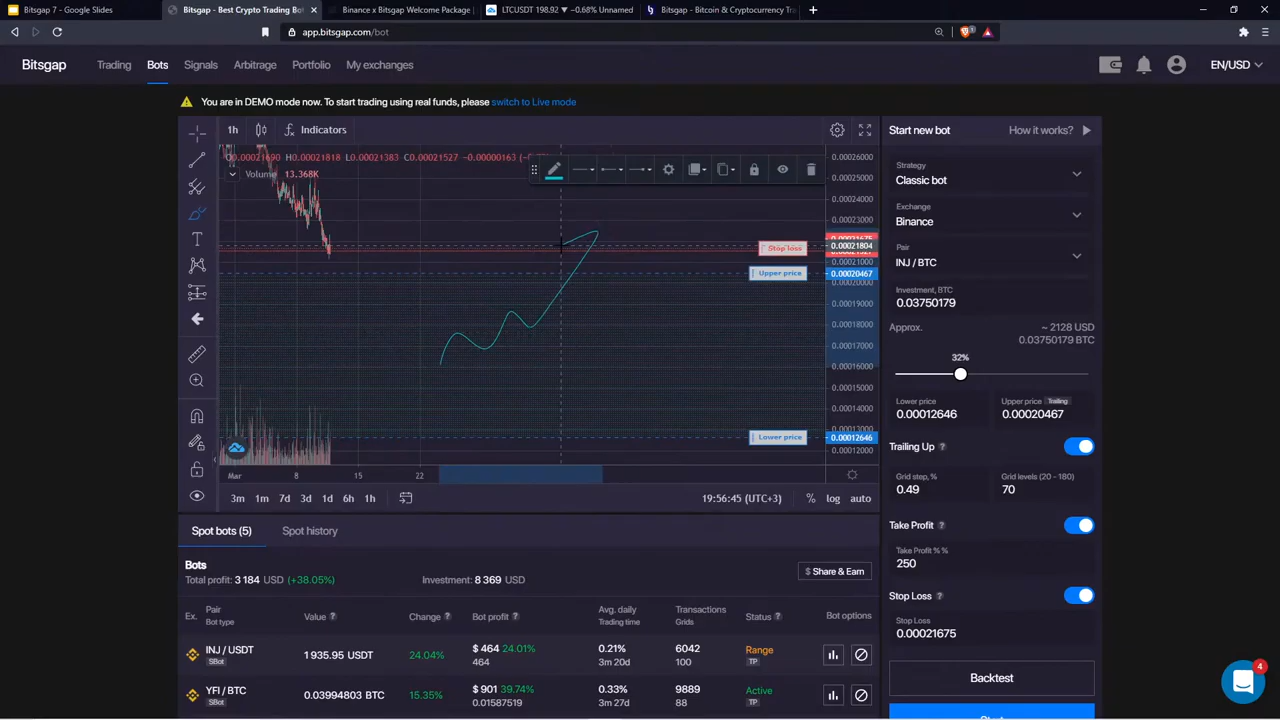 Bitsgap 7 - Google Slides
Bitsgap - Best Crypto Trading Bot
Binance x Bitsgap Welcome Package
LTCUSDT 198.92 ▼ −0.68% Unnamed
Bitsgap - Bitcoin & Cryptocurrency Tra
app.bitsgap.com/bot
Bitsgap
Trading
Bots
Signals
Arbitrage
Portfolio
My exchanges
EN/USD
You are in DEMO mode now. To start trading using real funds, please switch to Live mode
1h
Indicators
O0.00021690 H0.00021818 L0.00021383 C0.00021527 −0.00000163
Volume 13.368K
0.00026000
0.00025000
0.00024000
0.00023000
0.00021675
0.00021804
Stop loss
0.00021000
Upper price
0.00020467
0.00020000
0.00019000
0.00018000
0.00017000
0.00016000
0.00015000
0.00014000
0.00013000
Lower price
0.00012646
0.00012000
Mar
8
15
22
3m
1m
7d
3d
1d
6h
1h
19:56:45 (UTC+3)
%
log
auto
Start new bot
How it works?
Strategy
Classic bot
Exchange
Binance
Pair
INJ / BTC
Investment, BTC
0.03750179
Approx.
~ 2128 USD
0.03750179 BTC
32%
Lower price
0.00012646
Upper price Trailing
0.00020467
Trailing Up ?
Grid step, %
0.49
Grid levels (20 - 180)
70
Take Profit ?
Take Profit % %
250
Stop Loss ?
Stop Loss
0.00021675
Backtest
Spot bots (5)
Spot history
Bots
Total profit: 3 184 USD (+38.05%)
Investment: 8 369 USD
$ Share & Earn
Ex.
Pair
Bot type
Value ?
Change ?
Bot profit ?
Avg. daily
Trading time
Transactions
Grids
Status ?
Bot options
INJ / USDT
SBot
1 935.95 USDT
24.04%
$ 464 24.01%
464
0.21%
3m 20d
6042
100
Range
TP
YFI / BTC
SBot
0.03994803 BTC
15.35%
$ 901 39.74%
0.01587519
0.33%
3m 27d
9889
88
Active
TP
4